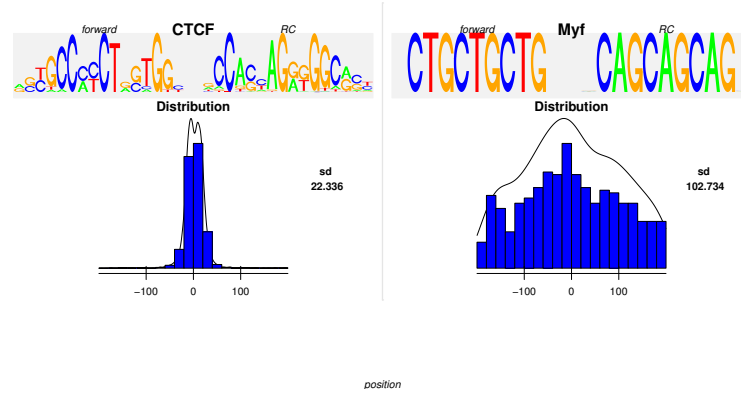 forward CTCF RC
forward Myf RC
CTGCTGCTG CAGCAGCAG
Distribution
Distribution
sd
22.336
sd
102.734
−100 0 100
−100 0 100
position